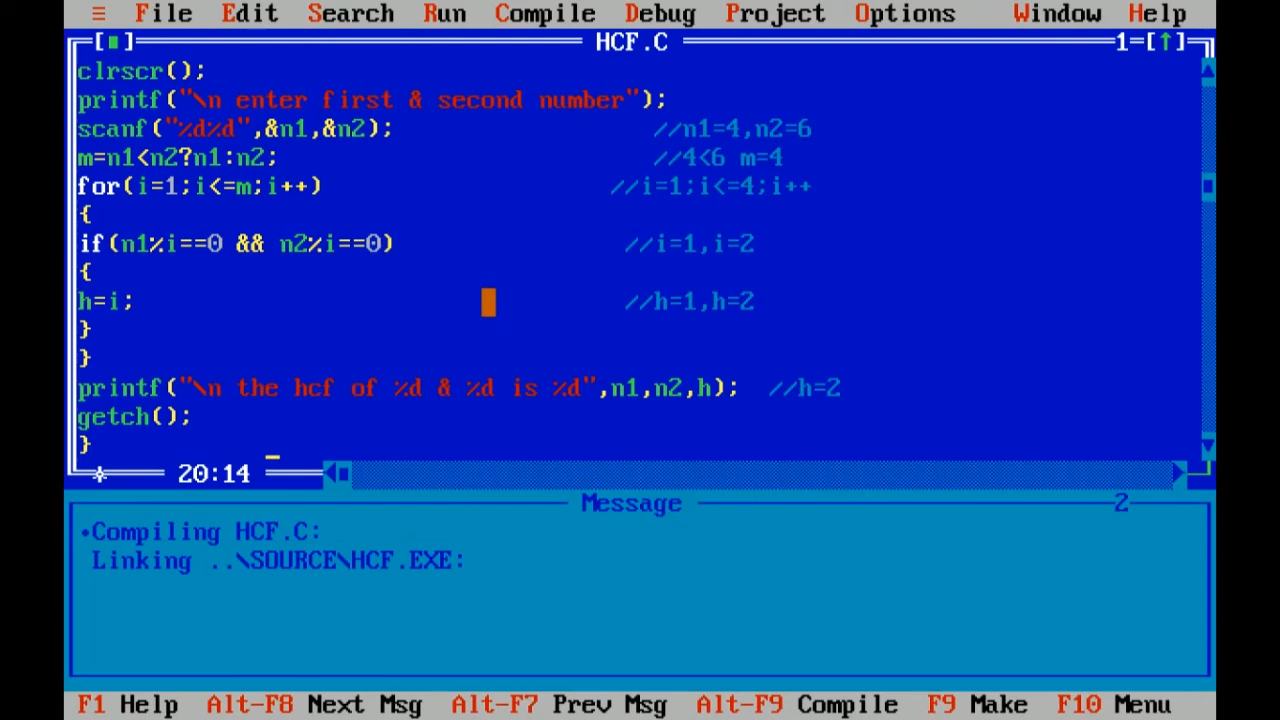 ≡ File Edit Search Run Compile Debug Project Options Window Help
[■] HCF.C 1=[↑]
clrscr();
printf("\n enter first & second number");
scanf("%d%d",&n1,&n2); //n1=4,n2=6
m=n1<n2?n1:n2; //4<6 m=4
for(i=1;i<=m;i++) //i=1;i<=4;i++
{
if(n1%i==0 && n2%i==0) //i=1,i=2
{
h=i; //h=1,h=2
}
}
printf("\n the hcf of %d & %d is %d",n1,n2,h); //h=2
getch();
}
20:14
Message 2
•Compiling HCF.C:
Linking ..\SOURCE\HCF.EXE:
F1 Help Alt-F8 Next Msg Alt-F7 Prev Msg Alt-F9 Compile F9 Make F10 Menu